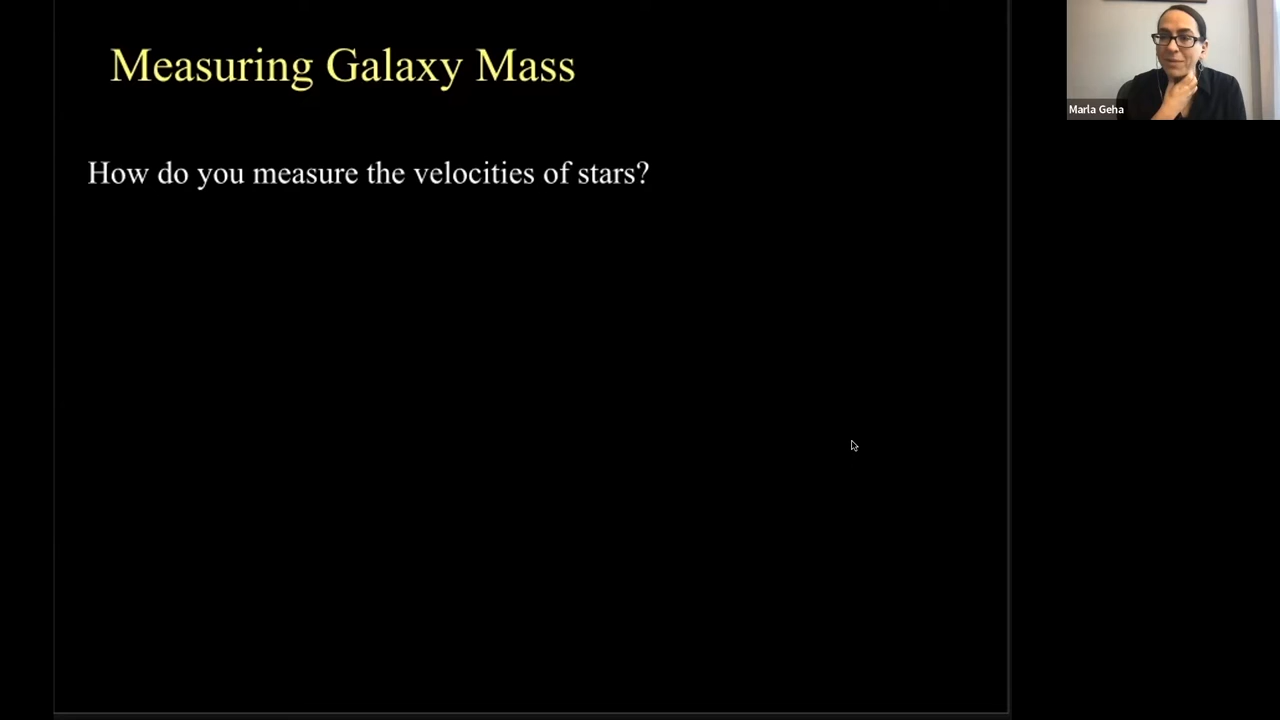 Measuring Galaxy Mass
Marla Geha
How do you measure the velocities of stars?